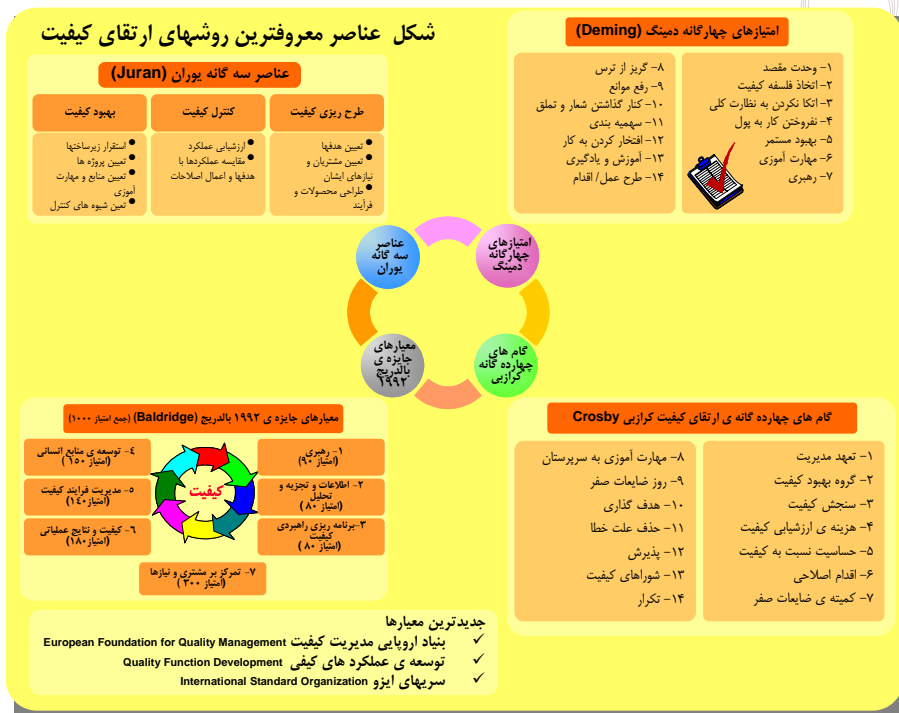 شکل عناصر معروفترین روشهای ارتقای کیفیت
امتیازهای چهارگانه دمینگ (Deming)
۱- وحدت مقصد
۲- اتخاذ فلسفه کیفیت
۳- اتکا نکردن به نظارت کلی
۴- نفروختن کار به پول
۵- بهبود مستمر
۶- مهارت آموزی
۷- رهبری
۸- گریز از ترس
۹- رفع موانع
۱۰- کنار گذاشتن شعار و تملق
۱۱- سهمیه بندی
۱۲- افتخار کردن به کار
۱۳- آموزش و یادگیری
۱۴- طرح عمل/ اقدام
عناصر سه گانه یوران (Juran)
طرح ریزی کیفیت
● تعیین هدفها
● تعیین مشتریان و
نیازهای ایشان
● طراحی محصولات و
فرآیند
کنترل کیفیت
● ارزشیابی عملکرد
● مقایسه عملکردها با
هدفها و اعمال اصلاحات
بهبود کیفیت
● استقرار زیرساختها
● تعیین پروژه ها
● تعیین منابع و مهارت
آموزی
● تعین شیوه های کنترل
امتیازهای
چهارگانه
دمینگ
عناصر
سه گانه
یوران
گام های
چهارده گانه
کرازبی
معیارهای
جایزه ی
بالدریج
۱۹۹۲
گام های چهارده گانه ی ارتقای کیفیت کرازبی Crosby
۱- تعهد مدیریت
۲- گروه بهبود کیفیت
۳- سنجش کیفیت
۴- هزینه ی ارزشیابی کیفیت
۵- حساسیت نسبت به کیفیت
۶- اقدام اصلاحی
۷- کمیته ی ضایعات صفر
۸- مهارت آموزی به سرپرستان
۹- روز ضایعات صفر
۱۰- هدف گذاری
۱۱- حذف علت خطا
۱۲- پذیرش
۱۳- شوراهای کیفیت
۱۴- تکرار
معیارهای جایزه ی ۱۹۹۲ بالدریج (Baldridge) (جمع امتیاز ۱۰۰۰)
۱- رهبری
(امتیاز ۹۰)
۲- اطلاعات و تجزیه و
تحلیل
(امتیاز ۸۰ )
۳-برنامه ریزی راهبردی
کیفیت
(امتیاز ۸۰ )
٤- توسعه ی منابع انسانی
(امتیاز ۱۵۰ )
۵- مدیریت فرایند کیفیت
(امتیاز۱٤۰)
٦- کیفیت و نتایج عملیاتی
(امتیاز۱۸۰)
۷- تمرکز بر مشتری و نیازها
(امتیاز ۳۰۰ )
کیفیت
جدیدترین معیارها
✓ بنیاد اروپایی مدیریت کیفیت European Foundation for Quality Management
✓ توسعه ی عملکرد های کیفی Quality Function Development
✓ سریهای ایزو International Standard Organization